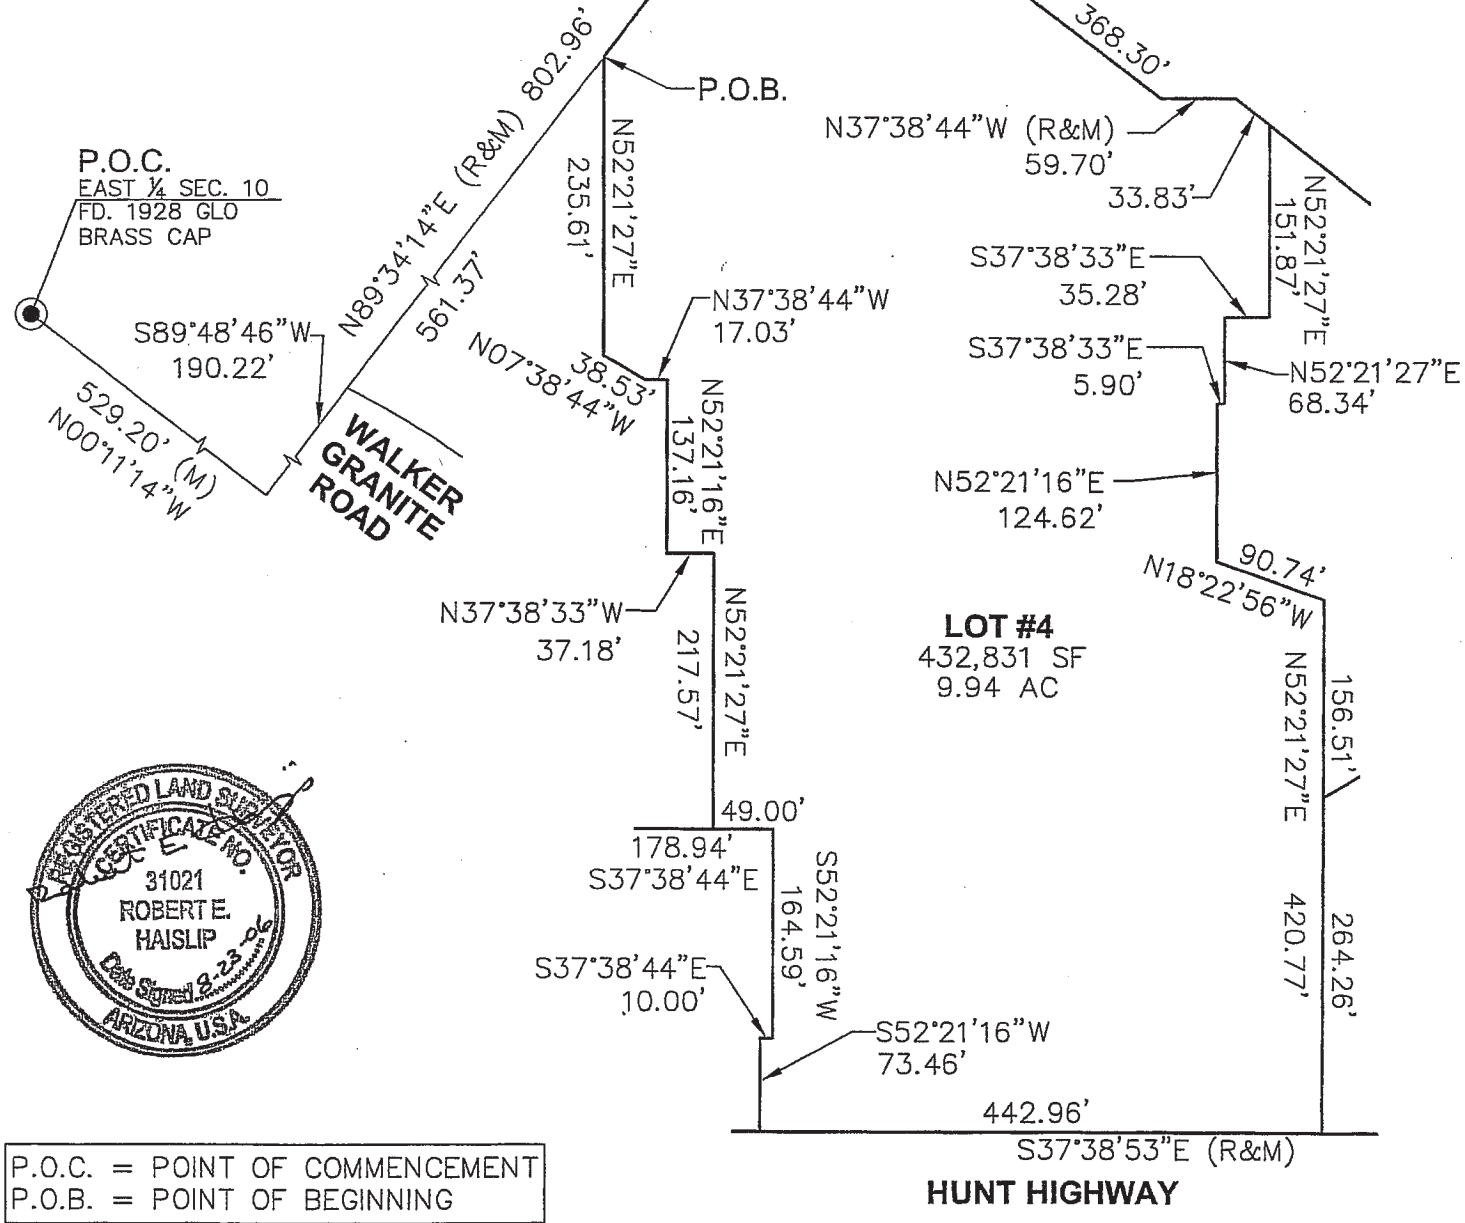 368.30'
N89°34'14"E (R&M) 802.96'
561.37'
P.O.B.
N37°38'44"W (R&M)
59.70'
33.83'
P.O.C.
EAST ¼ SEC. 10
FD. 1928 GLO
BRASS CAP
N52°21'27"E
235.61'
N52°21'27"E
151.87'
S37°38'33"E
35.28'
S89°48'46"W
190.22'
N37°38'44"W
17.03'
S37°38'33"E
5.90'
N52°21'27"E
68.34'
38.53'
N07°38'44"W
529.20' (M)
N00°11'14"W
WALKER
GRANITE
ROAD
N52°21'16"E
137.16'
N52°21'16"E
124.62'
90.74'
N18°22'56"W
N37°38'33"W
37.18'
N52°21'27"E
217.57'
LOT #4
432,831 SF
9.94 AC
156.51'
N52°21'27"E
420.77'
264.26'
49.00'
178.94'
S37°38'44"E
S52°21'16"W
164.59'
S37°38'44"E
10.00'
S52°21'16"W
73.46'
REGISTERED LAND SURVEYOR
CERTIFICATE NO.
31021
ROBERT E.
HAISLIP
Date Signed 8-23-06
ARIZONA, U.S.A.
442.96'
S37°38'53"E (R&M)
HUNT HIGHWAY
P.O.C. = POINT OF COMMENCEMENT
P.O.B. = POINT OF BEGINNING